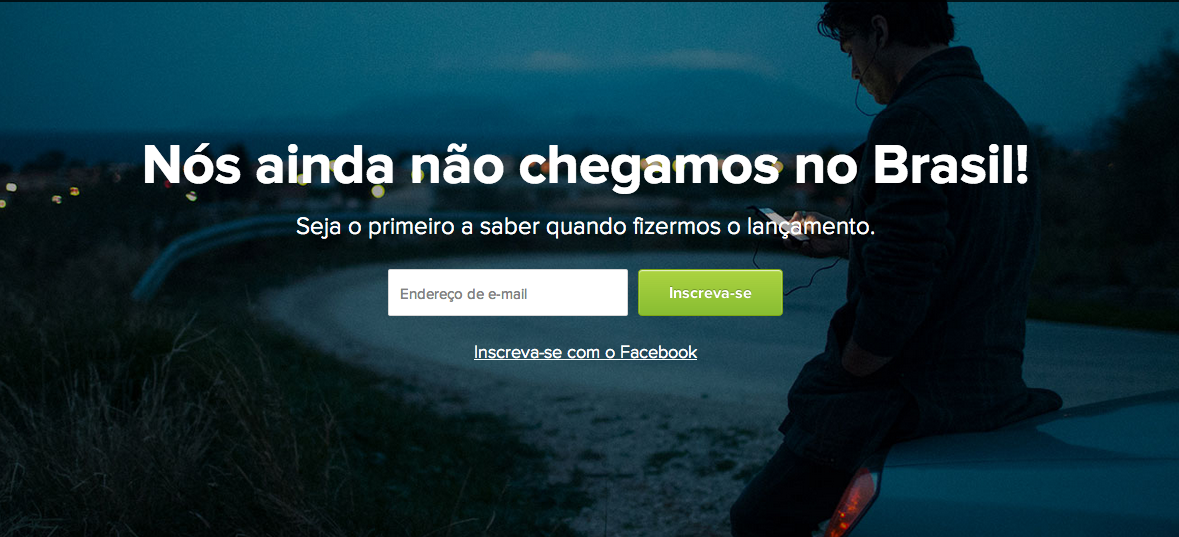 Nós ainda não chegamos no Brasil!
Seja o primeiro a saber quando fizermos o lançamento.
Endereço de e-mail
Inscreva-se
Inscreva-se com o Facebook